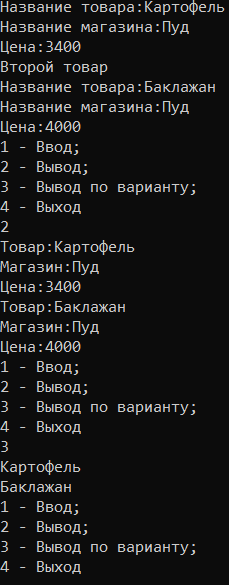 Название товара:Картофель
Название магазина:Пуд
Цена:3400
Второй товар
Название товара:Баклажан
Название магазина:Пуд
Цена:4000
1 - Ввод;
2 - Вывод;
3 - Вывод по варианту;
4 - Выход
2
Товар:Картофель
Магазин:Пуд
Цена:3400
Товар:Баклажан
Магазин:Пуд
Цена:4000
1 - Ввод;
2 - Вывод;
3 - Вывод по варианту;
4 - Выход
3
Картофель
Баклажан
1 - Ввод;
2 - Вывод;
3 - Вывод по варианту;
4 - Выход